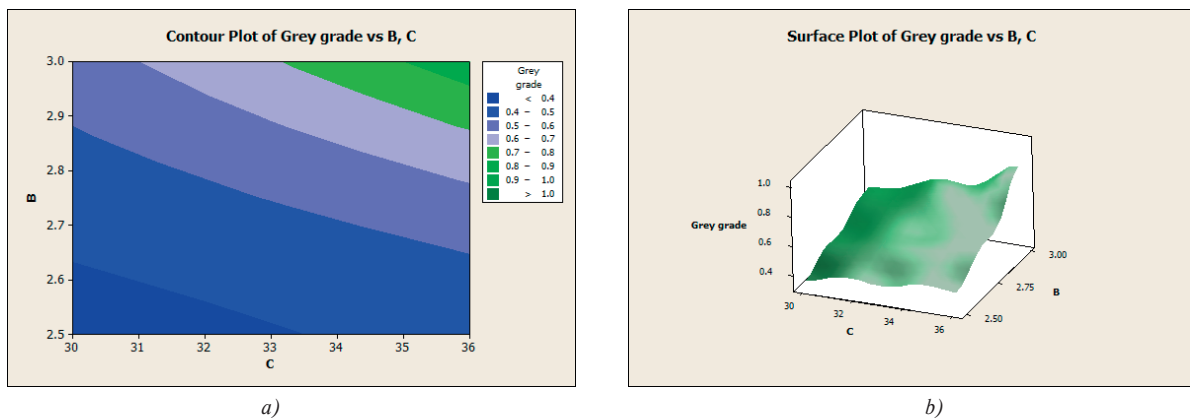 Contour Plot of Grey grade vs B, C
3.0
2.9
2.8
2.7
2.6
2.5
B
30 31 32 33 34 35 36
C
Grey
grade
< 0.4
0.4 – 0.5
0.5 – 0.6
0.6 – 0.7
0.7 – 0.8
0.8 – 0.9
0.9 – 1.0
> 1.0
a)
Surface Plot of Grey grade vs B, C
1.0
0.8
Grey grade
0.6
0.4
30
32
34
36
C
3.00
2.75
B
2.50
b)